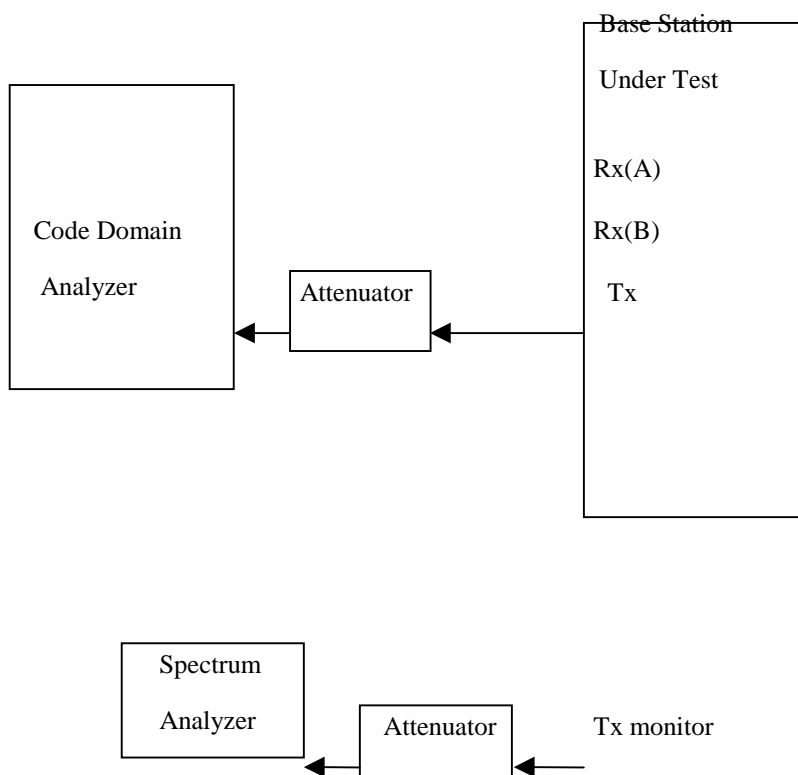 Base Station
Under Test
Rx(A)
Code Domain
Rx(B)
Analyzer
Attenuator
Tx
Spectrum
Analyzer
Attenuator
Tx monitor